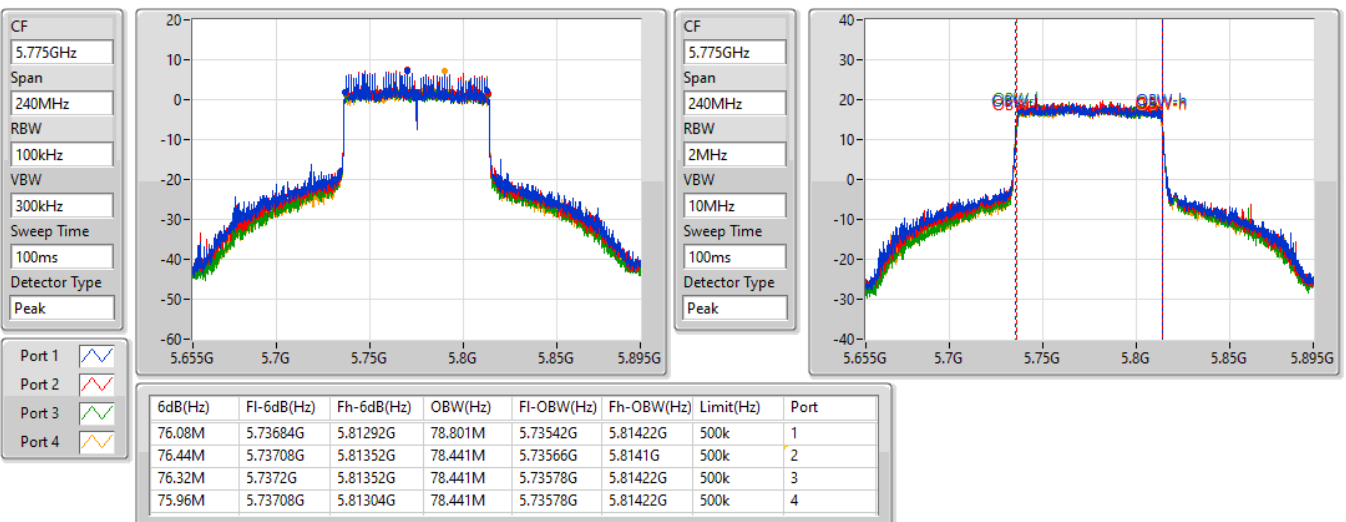 CF
5.775GHz
Span
240MHz
RBW
100kHz
VBW
300kHz
Sweep Time
100ms
Detector Type
Peak
20
10
0
-10
-20
-30
-40
-50
-60
5.655G 5.7G 5.75G 5.8G 5.85G 5.895G
CF
5.775GHz
Span
240MHz
RBW
2MHz
VBW
10MHz
Sweep Time
100ms
Detector Type
Peak
40
30
20
10
0
-10
-20
-30
-40
OBW-l OBW-h
5.655G 5.7G 5.75G 5.8G 5.85G 5.895G
Port 1
Port 2
Port 3
Port 4
6dB(Hz) Fl-6dB(Hz) Fh-6dB(Hz) OBW(Hz) Fl-OBW(Hz) Fh-OBW(Hz) Limit(Hz) Port
76.08M 5.73684G 5.81292G 78.801M 5.73542G 5.81422G 500k 1
76.44M 5.73708G 5.81352G 78.441M 5.73566G 5.8141G 500k 2
76.32M 5.7372G 5.81352G 78.441M 5.73578G 5.81422G 500k 3
75.96M 5.73708G 5.81304G 78.441M 5.73578G 5.81422G 500k 4